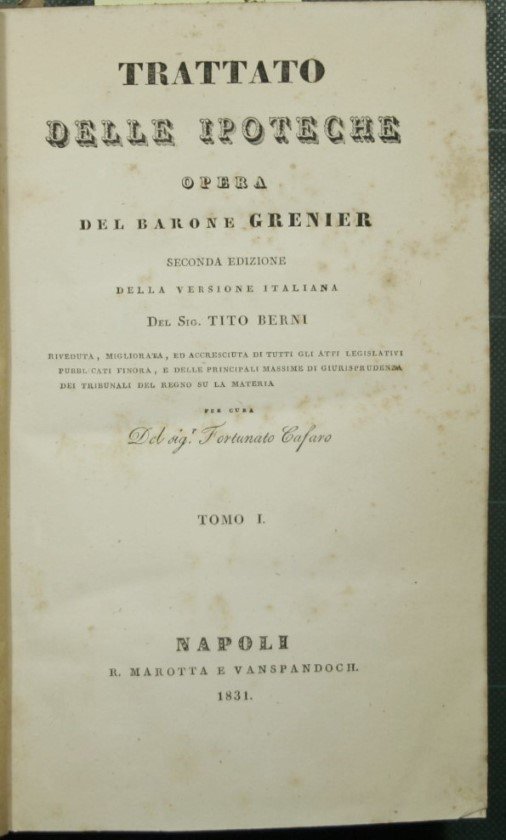 TRATTATO
DELLE IPOTECHE
OPERA
DEL BARONE GRENIER
SECONDA EDIZIONE
DELLA VERSIONE ITALIANA
DEL SIG. TITO BERNI
RIVEDUTA, MIGLIORATA, ED ACCRESCIUTA DI TUTTI GLI ATTI LEGISLATIVI
PUBBLICATI FINORA, E DELLE PRINCIPALI MASSIME DI GIURISPRUDENZA
DEI TRIBUNALI DEL REGNO SU LA MATERIA
PER CURA
Del sig.r Fortunato Cafaro
TOMO I.
NAPOLI
R. MAROTTA E VANSPANDOCH.
1831.